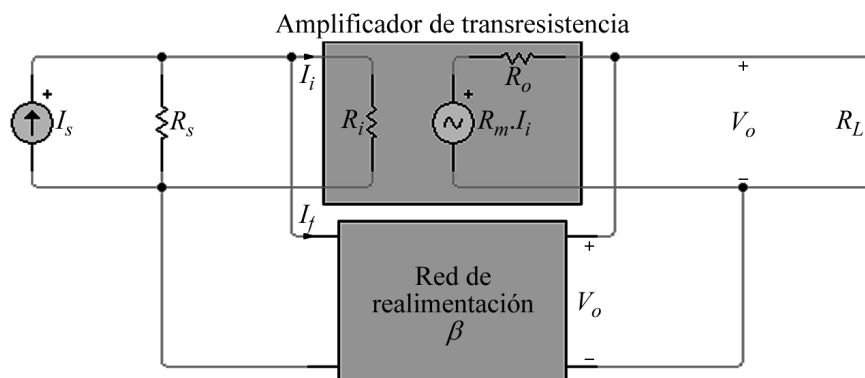 Amplificador de transresistencia
I_i
R_o
+
+
+
I_s
R_s
R_i
R_m.I_i
V_o
R_L
−
I_f
+
Red de
realimentación
β
V_o
−